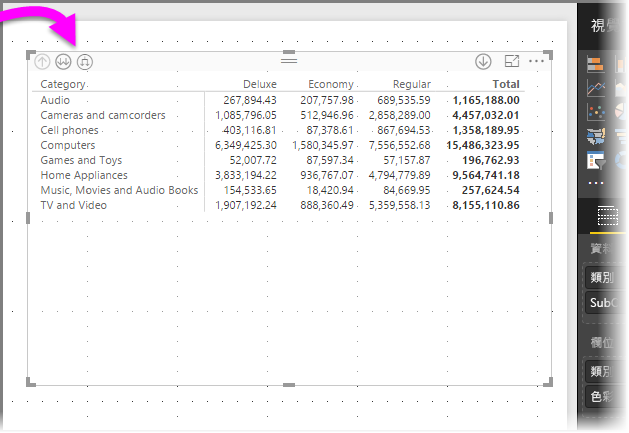 視覺
Category Deluxe Economy Regular Total
Audio 267,894.43 207,757.98 689,535.59 1,165,188.00
Cameras and camcorders 1,085,796.05 512,946.96 2,858,289.00 4,457,032.01
Cell phones 403,116.81 87,378.61 867,694.53 1,358,189.95
Computers 6,349,425.30 1,580,345.97 7,556,552.68 15,486,323.95
Games and Toys 52,007.72 87,597.34 57,157.87 196,762.93
Home Appliances 3,833,194.22 936,767.07 4,794,779.89 9,564,741.18
Music, Movies and Audio Books 154,533.65 18,420.94 84,669.95 257,624.54
TV and Video 1,907,192.24 888,360.49 5,359,558.13 8,155,110.86
資料
類別
SubC
欄位
類別
色彩